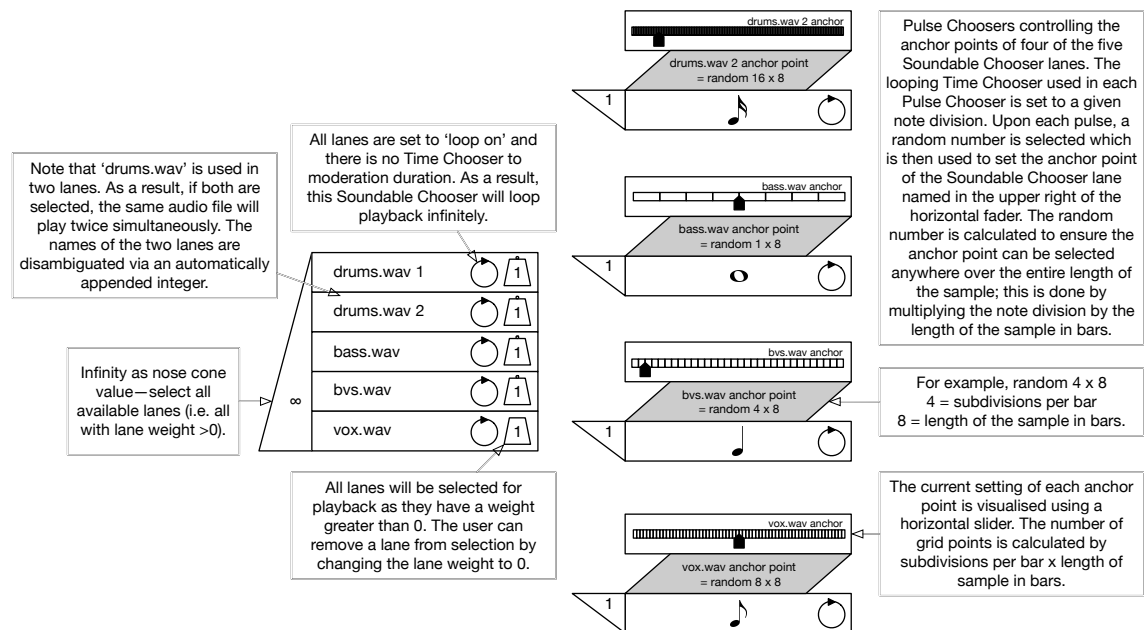 Note that ‘drums.wav’ is used in
two lanes. As a result, if both are
selected, the same audio file will
play twice simultaneously. The
names of the two lanes are
disambiguated via an automatically
appended integer.
All lanes are set to ‘loop on’ and
there is no Time Chooser to
moderation duration. As a result,
this Soundable Chooser will loop
playback infinitely.
Infinity as nose cone
value—select all
available lanes (i.e. all
with lane weight >0).
∞
drums.wav 1
1
drums.wav 2
1
bass.wav
1
bvs.wav
1
vox.wav
1
All lanes will be selected for
playback as they have a weight
greater than 0. The user can
remove a lane from selection by
changing the lane weight to 0.
drums.wav 2 anchor
drums.wav 2 anchor point
= random 16 x 8
1
bass.wav anchor
bass.wav anchor point
= random 1 x 8
1
bvs.wav anchor
bvs.wav anchor point
= random 4 x 8
1
vox.wav anchor
vox.wav anchor point
= random 8 x 8
1
Pulse Choosers controlling the
anchor points of four of the five
Soundable Chooser lanes. The
looping Time Chooser used in each
Pulse Chooser is set to a given
note division. Upon each pulse, a
random number is selected which
is then used to set the anchor point
of the Soundable Chooser lane
named in the upper right of the
horizontal fader. The random
number is calculated to ensure the
anchor point can be selected
anywhere over the entire length of
the sample; this is done by
multiplying the note division by the
length of the sample in bars.
For example, random 4 x 8
4 = subdivisions per bar
8 = length of the sample in bars.
The current setting of each anchor
point is visualised using a
horizontal slider. The number of
grid points is calculated by
subdivisions per bar x length of
sample in bars.